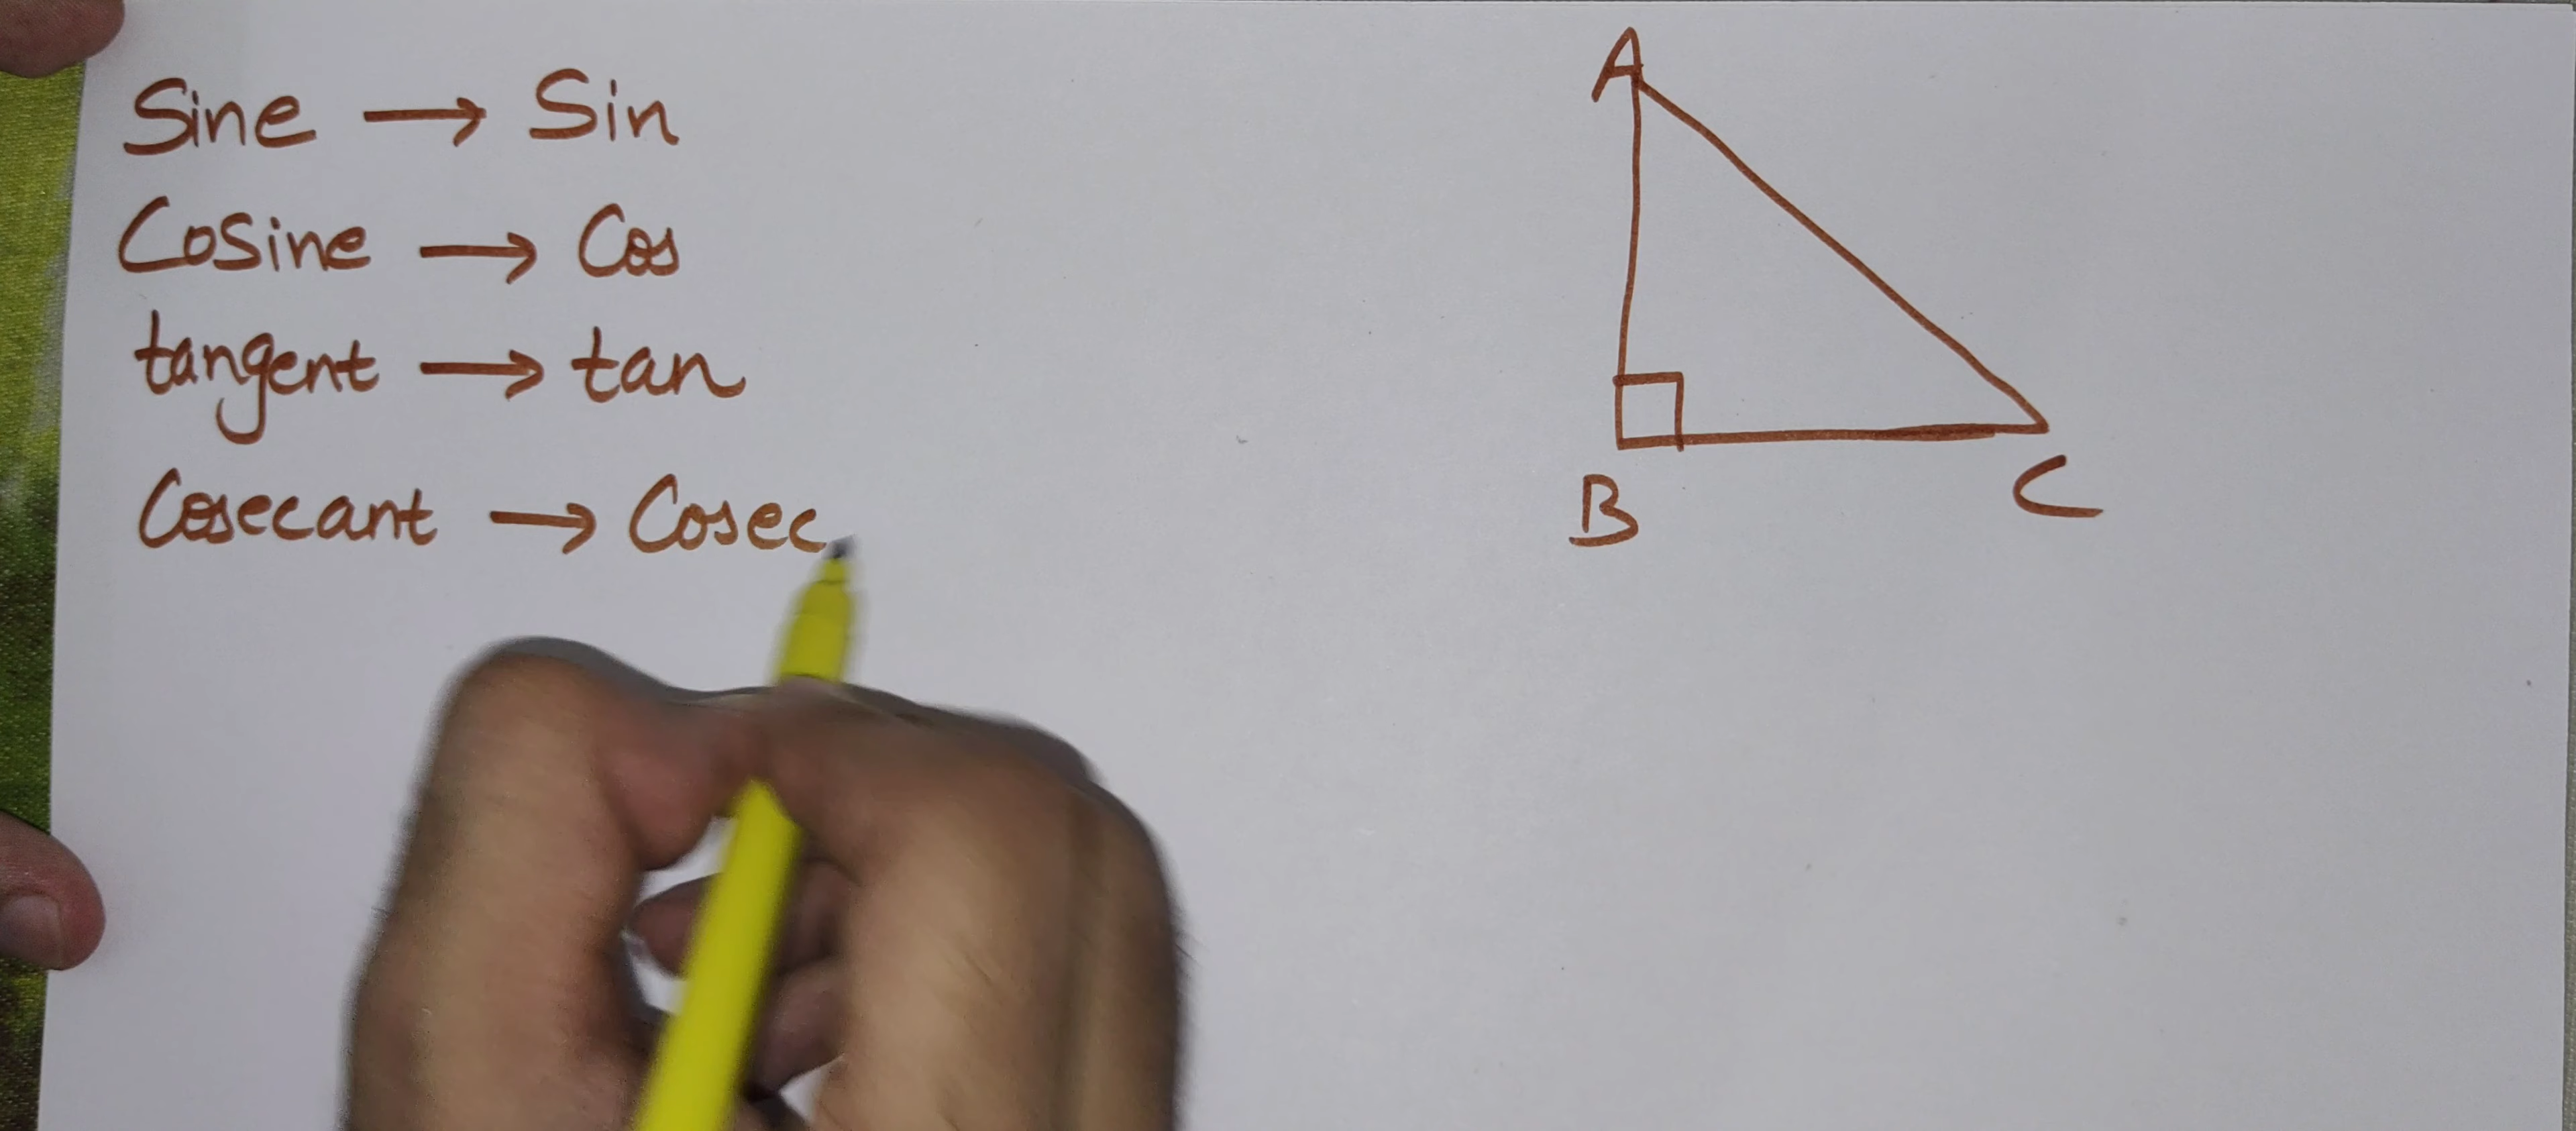 Sine → Sin
Cosine → Cos
tangent → tan
Cosecant → Cosec
A
B
C